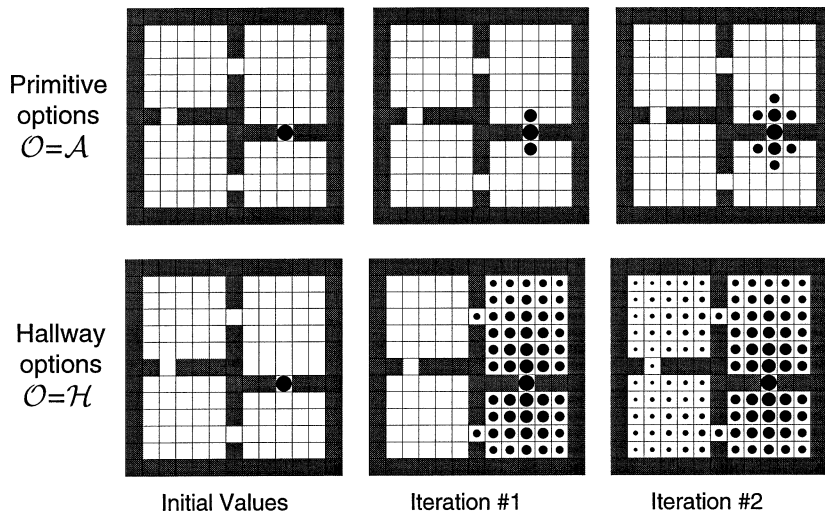 Primitive
options
𝒪=𝒜
Hallway
options
𝒪=ℋ
Initial Values
Iteration #1
Iteration #2